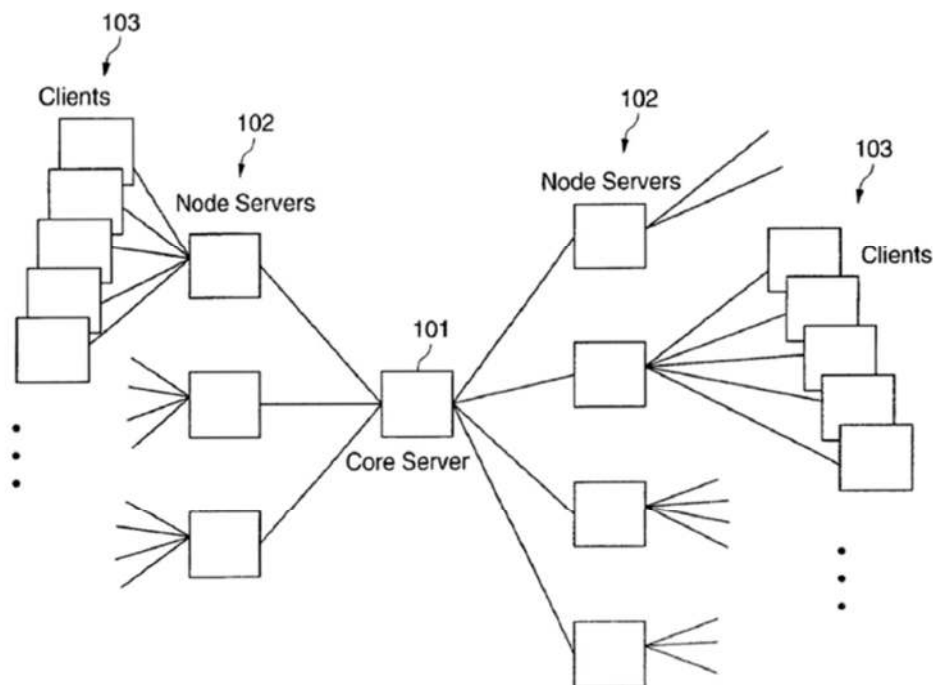 103
Clients
102
Node Servers
102
Node Servers
103
Clients
101
Core Server